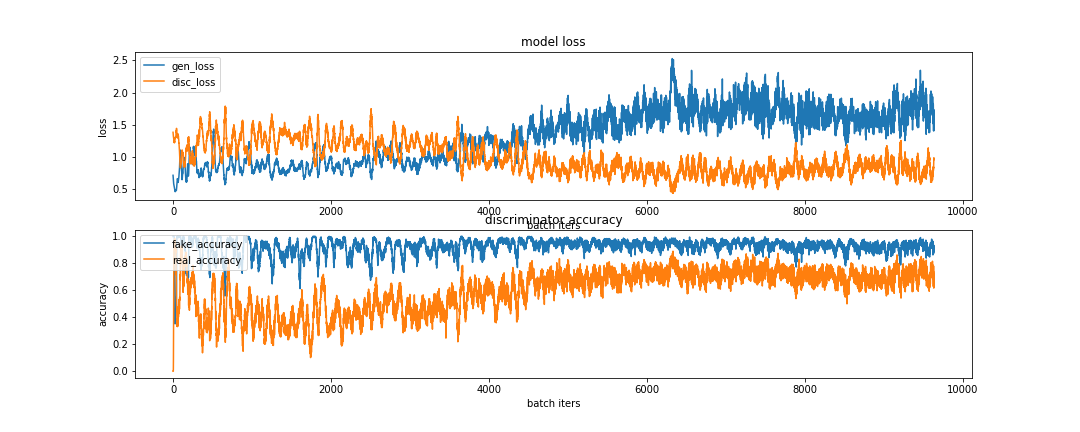 model loss
2.5
2.0
1.5
1.0
0.5
loss
gen_loss
disc_loss
0
2000
4000
6000
8000
10000
batch iters
discriminator accuracy
1.0
0.8
0.6
0.4
0.2
0.0
accuracy
fake_accuracy
real_accuracy
0
2000
4000
6000
8000
10000
batch iters